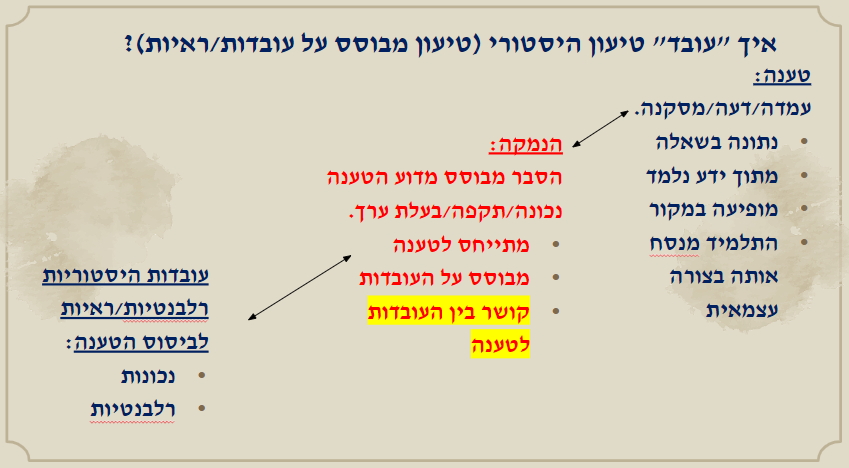 איך "עובד" טיעון היסטורי (טיעון מבוסס על עובדות/ראיות)?
טענה:
עמדה/דעה/מסקנה.
• נתונה בשאלה
• מתוך ידע נלמד
• מופיעה במקור
• התלמיד מנסח
אותה בצורה
עצמאית
הנמקה:
הסבר מבוסס מדוע הטענה
נכונה/תקפה/בעלת ערך.
• מתייחס לטענה
• מבוסס על העובדות
• קושר בין העובדות
לטענה
עובדות היסטוריות
רלבנטיות/ראיות
לביסוס הטענה:
• נכונות
• רלבנטיות